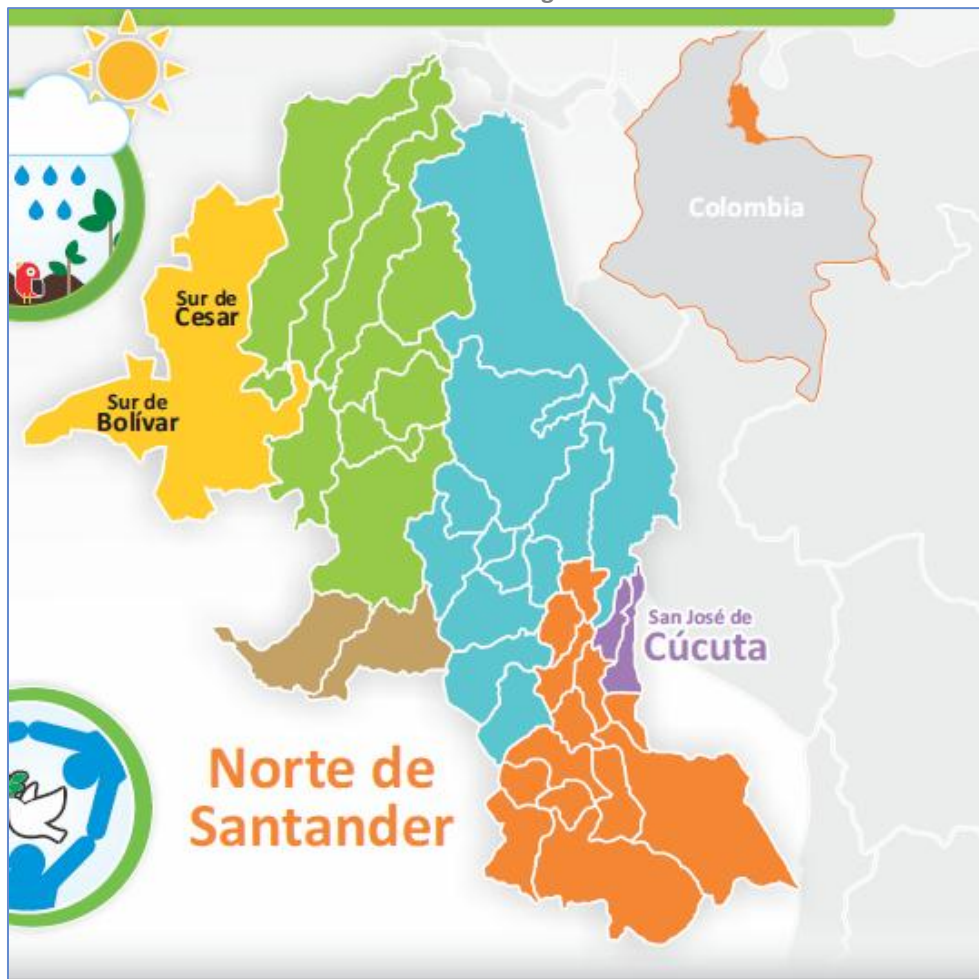 Colombia
Sur de
Cesar
Sur de
Bolívar
San José de
Cúcuta
Norte de
Santander